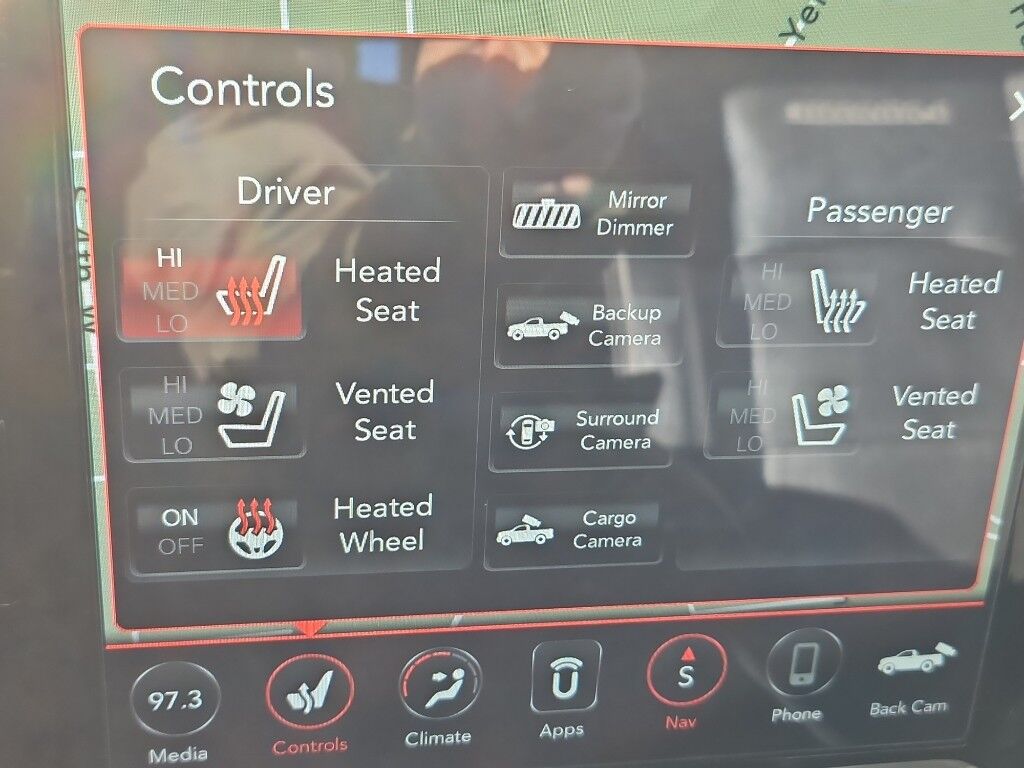 Controls
Driver
HI
MED
LO
Heated
Seat
HI
MED
LO
Vented
Seat
ON
OFF
Heated
Wheel
Mirror
Dimmer
Backup
Camera
Surround
Camera
Cargo
Camera
Passenger
HI
MED
LO
Heated
Seat
HI
MED
LO
Vented
Seat
97.3
Media
Controls
Climate
U
Apps
S
Nav
Phone
Back Cam